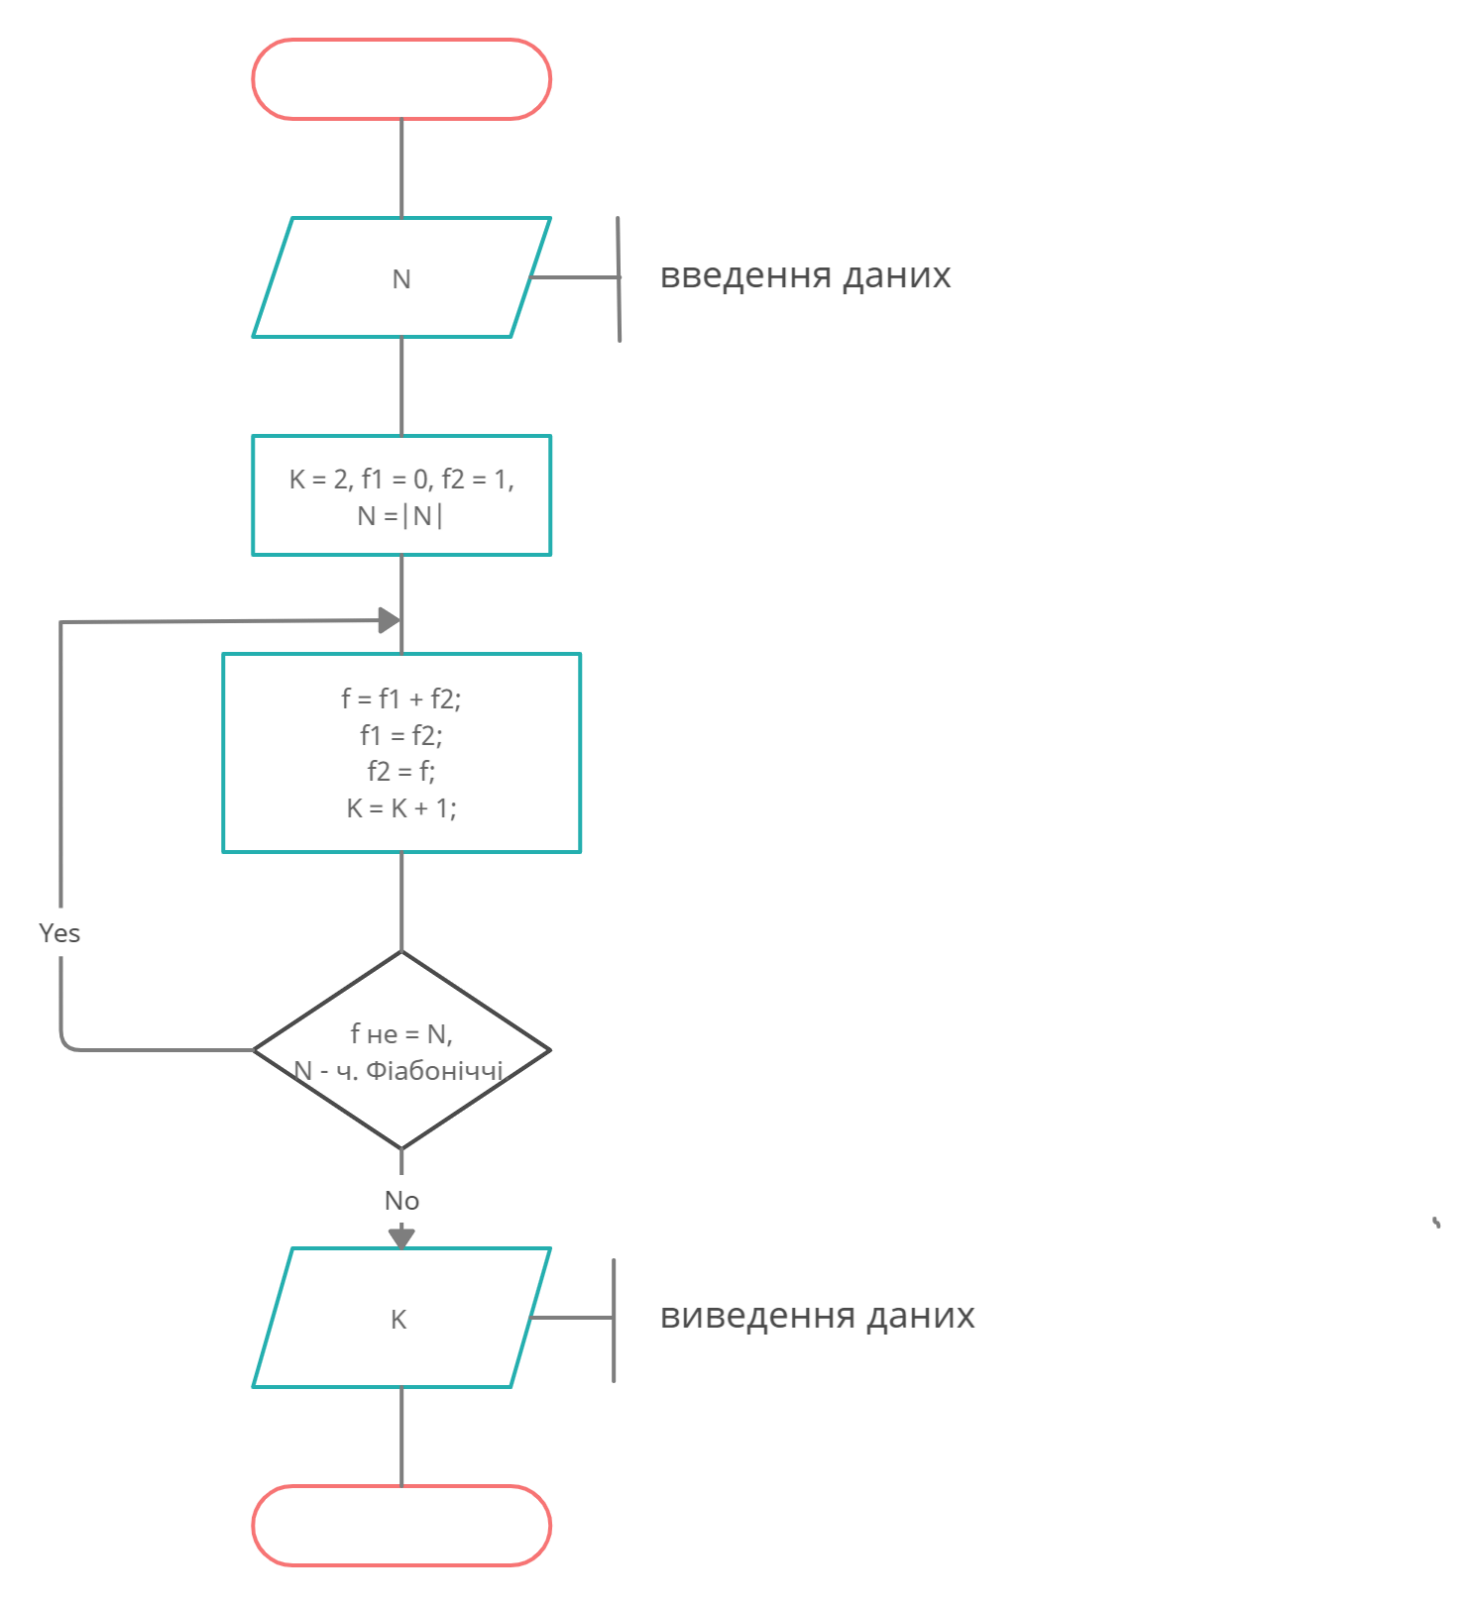 N
введення даних
K = 2, f1 = 0, f2 = 1,
N =|N|
f = f1 + f2;
f1 = f2;
f2 = f;
K = K + 1;
Yes
f не = N,
N - ч. Фіабоніччі
No
K
виведення даних